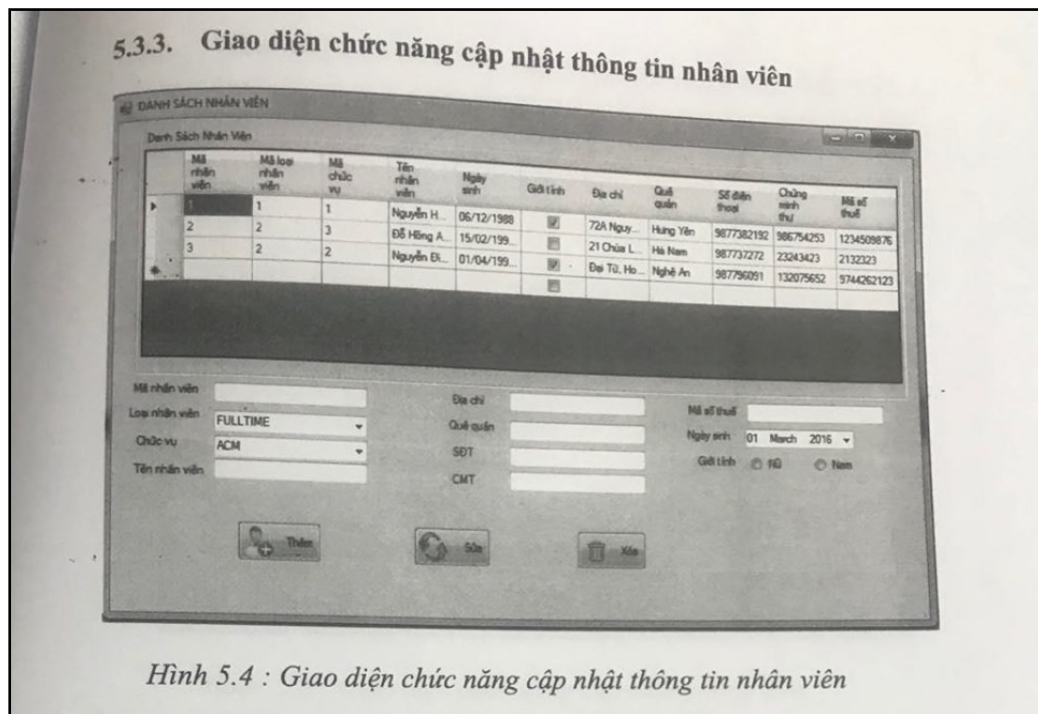 5.3.3. Giao diện chức năng cập nhật thông tin nhân viên
DANH SÁCH NHÂN VIÊN
Danh Sách Nhân Viên
Mã nhân viên Mã loại nhân viên Mã chức vụ Tên nhân viên Ngày sinh Giới tính Địa chỉ Quê quán Số điện thoại Chứng minh thư Mã số thuế
1 1 1 Nguyễn H... 06/12/1988 72A Nguy... Hưng Yên 9877382192 986754253 1234509876
2 2 3 Đỗ Hồng A... 15/02/199... 21 Chùa L... Hà Nam 987737272 23243423 2132323
3 3 2 Nguyễn Đì... 01/04/199... Đại Từ, Ho... Nghệ An 987796091 132075652 9744262123
Mã nhân viên Địa chỉ Mã số thuế
Loại nhân viên FULLTIME Quê quán Ngày sinh 01 March 2016
Chức vụ ACM SĐT Giới tính Nữ Nam
Tên nhân viên CMT
Thêm Sửa Xóa
Hình 5.4 : Giao diện chức năng cập nhật thông tin nhân viên